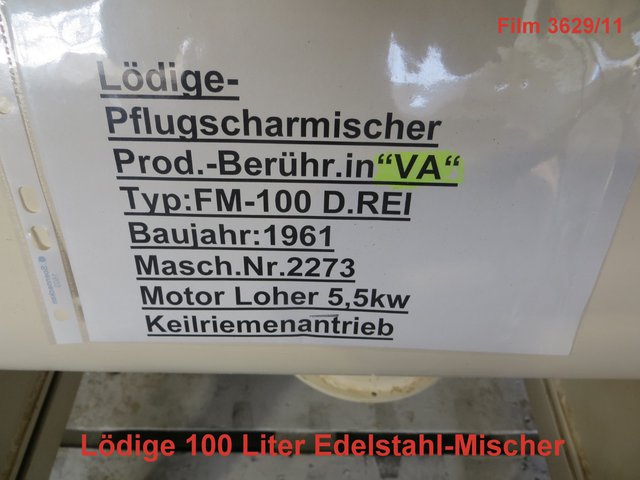 Film 3629/11
Lödige-
Pflugscharmischer
Prod.-Berühr.in"VA"
Typ:FM-100 D.REI
Baujahr:1961
Masch.Nr.2273
Motor Loher 5,5kw
Keilriemenantrieb
Lödige 100 Liter Edelstahl-Mischer